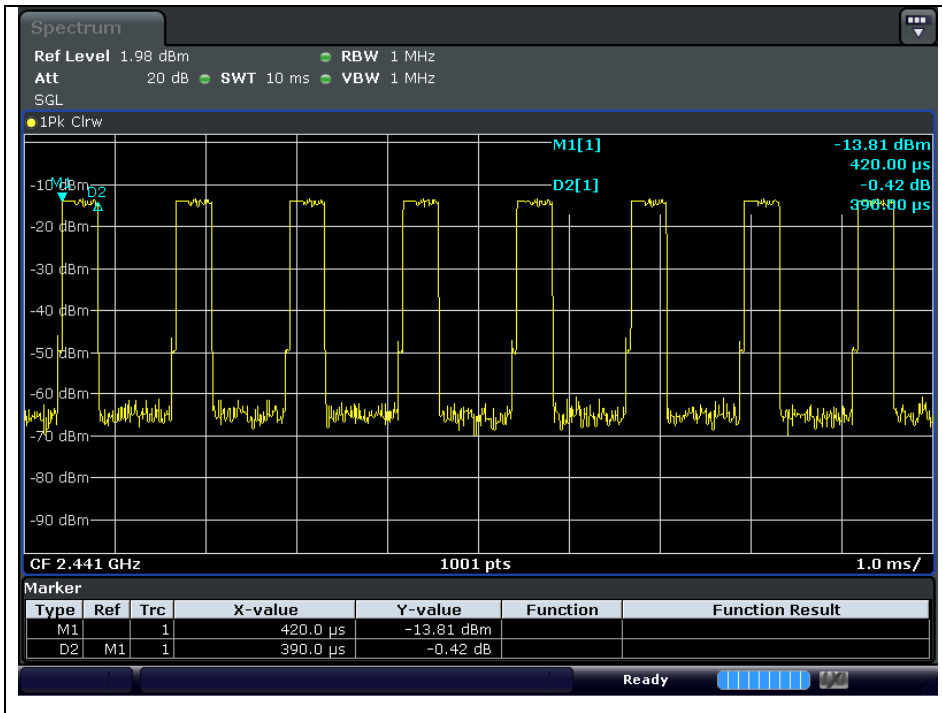 Spectrum
Ref Level 1.98 dBm RBW 1 MHz
Att 20 dB SWT 10 ms VBW 1 MHz
SGL
1Pk Clrw
M1[1] -13.81 dBm
420.00 µs
D2[1] -0.42 dB
390.00 µs
M1
D2
-10 dBm
-20 dBm
-30 dBm
-40 dBm
-50 dBm
-60 dBm
-70 dBm
-80 dBm
-90 dBm
CF 2.441 GHz 1001 pts 1.0 ms/
Marker
Type Ref Trc X-value Y-value Function Function Result
M1 1 420.0 µs -13.81 dBm
D2 M1 1 390.0 µs -0.42 dB
Ready